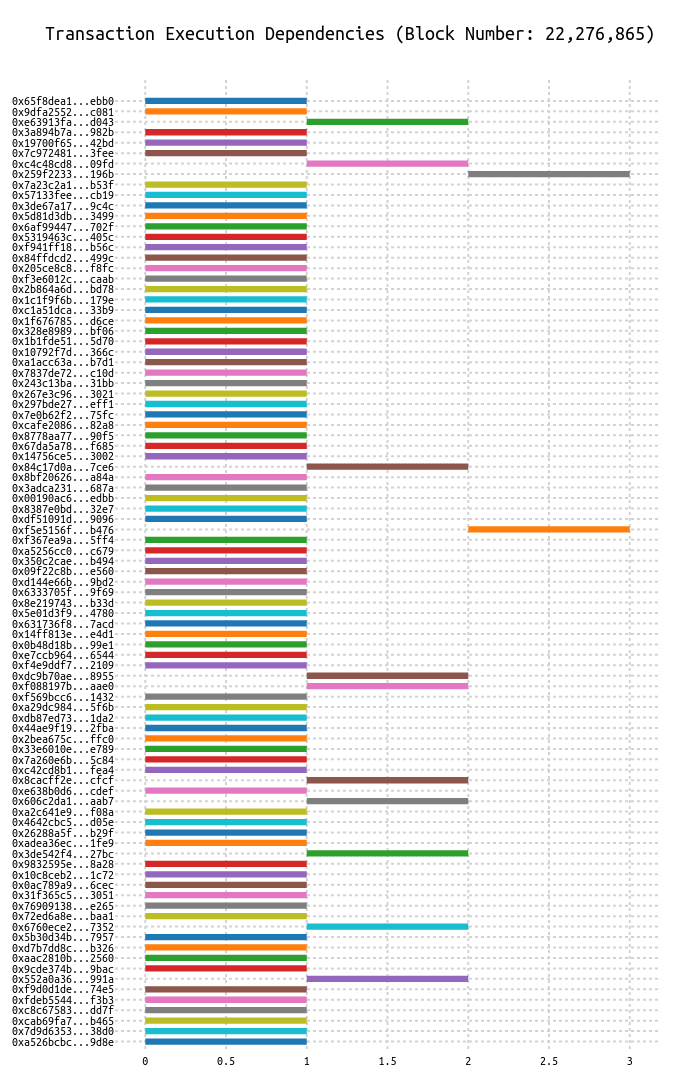 Transaction Execution Dependencies (Block Number: 22,276,865)
0x65f8dea1...ebb0
0x9dfa2552...c081
0xe63913fa...d043
0x3a894b7a...982b
0x19700f65...42bd
0x7c972481...3fee
0xc4c48cd8...09fd
0x259f2233...196b
0x7a23c2a1...b53f
0x57133fee...cb19
0x3de67a17...9c4c
0x5d81d3db...3499
0x6af99447...702f
0x5319463c...405c
0xf941ff18...b56c
0x84ffdcd2...499c
0x205ce8c8...f8fc
0xf3e6012c...caab
0x2b864a6d...bd78
0x1c1f9f6b...179e
0xc1a51dca...33b9
0x1f676785...d6ce
0x328e8989...bf06
0x1b1fde51...5d70
0x10792f7d...366c
0xa1acc63a...b7d1
0x7837de72...c10d
0x243c13ba...31bb
0x267e3c96...3021
0x297bde27...eff1
0x7e0b62f2...75fc
0xcafe2086...82a8
0x8778aa77...90f5
0x67da5a78...f685
0x14756ce5...3002
0x84c17d0a...7ce6
0x8bf20626...a84a
0x3adca231...687a
0x00190ac6...edbb
0x8387e0bd...32e7
0xdf51091d...9096
0xf5e5156f...b476
0xf367ea9a...5ff4
0xa5256cc0...c679
0x350c2cae...b494
0x09f22c8b...e560
0xd144e66b...9bd2
0x6333705f...9f69
0x8e219743...b33d
0x5e01d3f9...4780
0x631736f8...7acd
0x14ff813e...e4d1
0x0b48d18b...99e1
0xe7ccb964...6544
0xf4e9ddf7...2109
0xdc9b70ae...8955
0xf088197b...aae0
0xf569bcc6...1432
0xa29dc984...5f6b
0xdb87ed73...1da2
0x44ae9f19...2fba
0x2bea675c...ffc0
0x33e6010e...e789
0x7a260e6b...5c84
0xc42cd8b1...fea4
0x8cacff2e...cfcf
0xe638b0d6...cdef
0x606c2da1...aab7
0xa2c641e9...f08a
0x4642cbc5...d05e
0x26288a5f...b29f
0xadea36ec...1fe9
0x3de542f4...27bc
0x9832595e...8a28
0x10c8ceb2...1c72
0x0ac789a9...6cec
0x31f365c5...3051
0x76909138...e265
0x72ed6a8e...baa1
0x6760ece2...7352
0x5b30d34b...7957
0xd7b7dd8c...b326
0xaac2810b...2560
0x9cde374b...9bac
0x552a0a36...991a
0xf9d0d1de...74e5
0xfdeb5544...f3b3
0xc8c67583...dd7f
0xcab69fa7...b465
0x7d9d6353...38d0
0xa526bcbc...9d8e
0 0.5 1 1.5 2 2.5 3